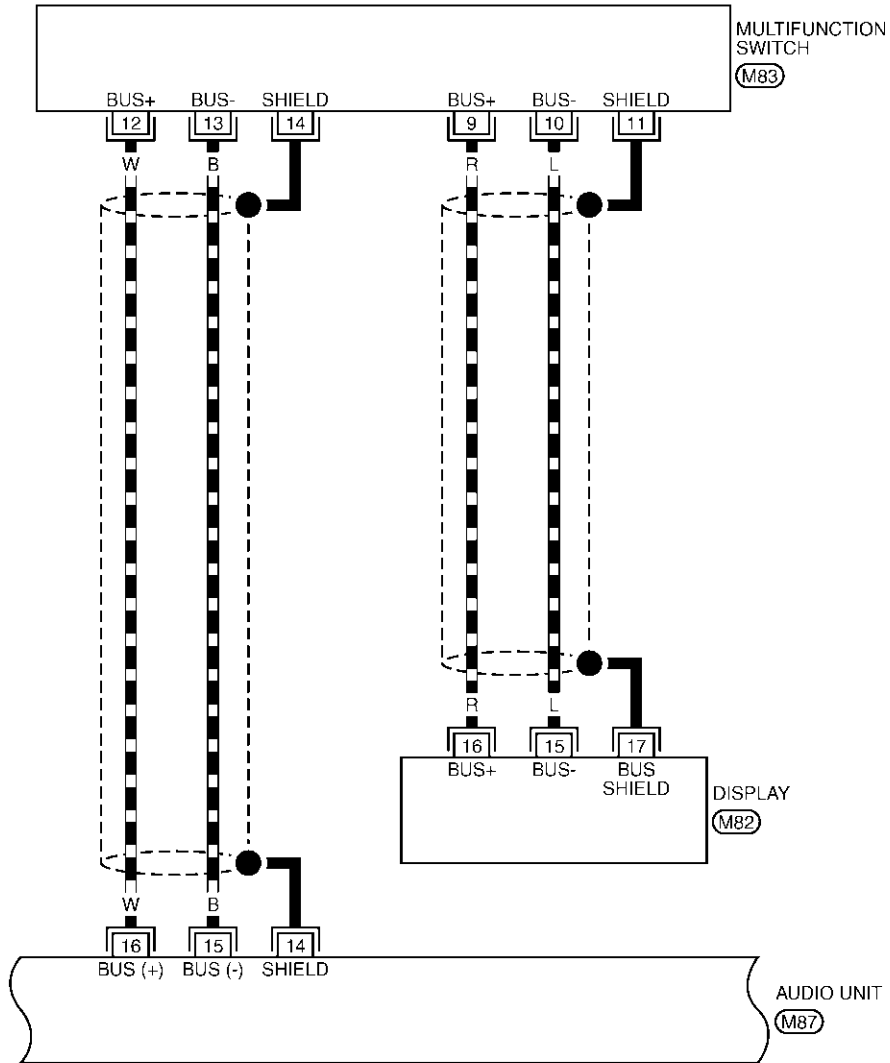 MULTIFUNCTION
SWITCH
M83
BUS+ BUS- SHIELD BUS+ BUS- SHIELD
12 13 14 9 10 11
W B R L
R L
16 15 17
BUS+ BUS- BUS
SHIELD
DISPLAY
M82
W B
16 15 14
BUS (+) BUS (-) SHIELD
AUDIO UNIT
M87